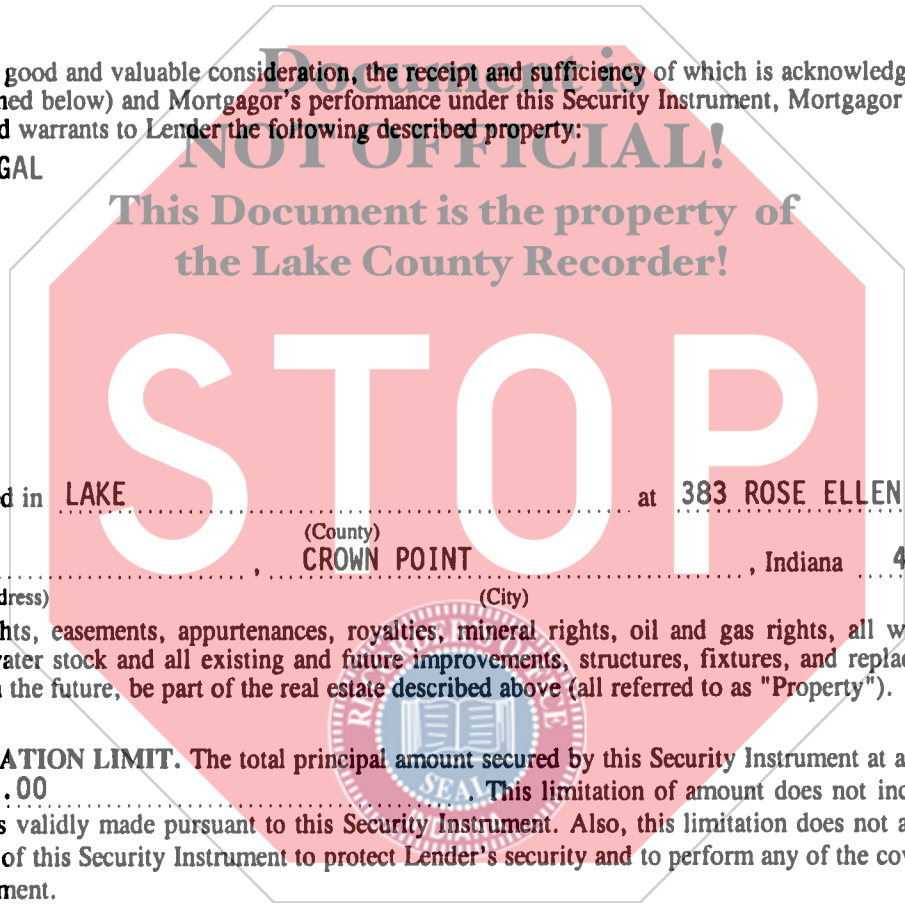 Document is
good and valuable consideration, the receipt and sufficiency of which is acknowledg
ned below) and Mortgagor's performance under this Security Instrument, Mortgagor
d warrants to Lender the following described property:
NOT OFFICIAL!
GAL
This Document is the property of
the Lake County Recorder!
STOP
d in LAKE at 383 ROSE ELLEN
(County)
, CROWN POINT , Indiana 4
dress) (City)
hts, easements, appurtenances, royalties, mineral rights, oil and gas rights, all w
ater stock and all existing and future improvements, structures, fixtures, and replac
n the future, be part of the real estate described above (all referred to as "Property").
RECORDER'S OFFICE
ATION LIMIT. The total principal amount secured by this Security Instrument at a
.00 . This limitation of amount does not inc
SEAL
s validly made pursuant to this Security Instrument. Also, this limitation does not a
of this Security Instrument to protect Lender's security and to perform any of the cov
ment.